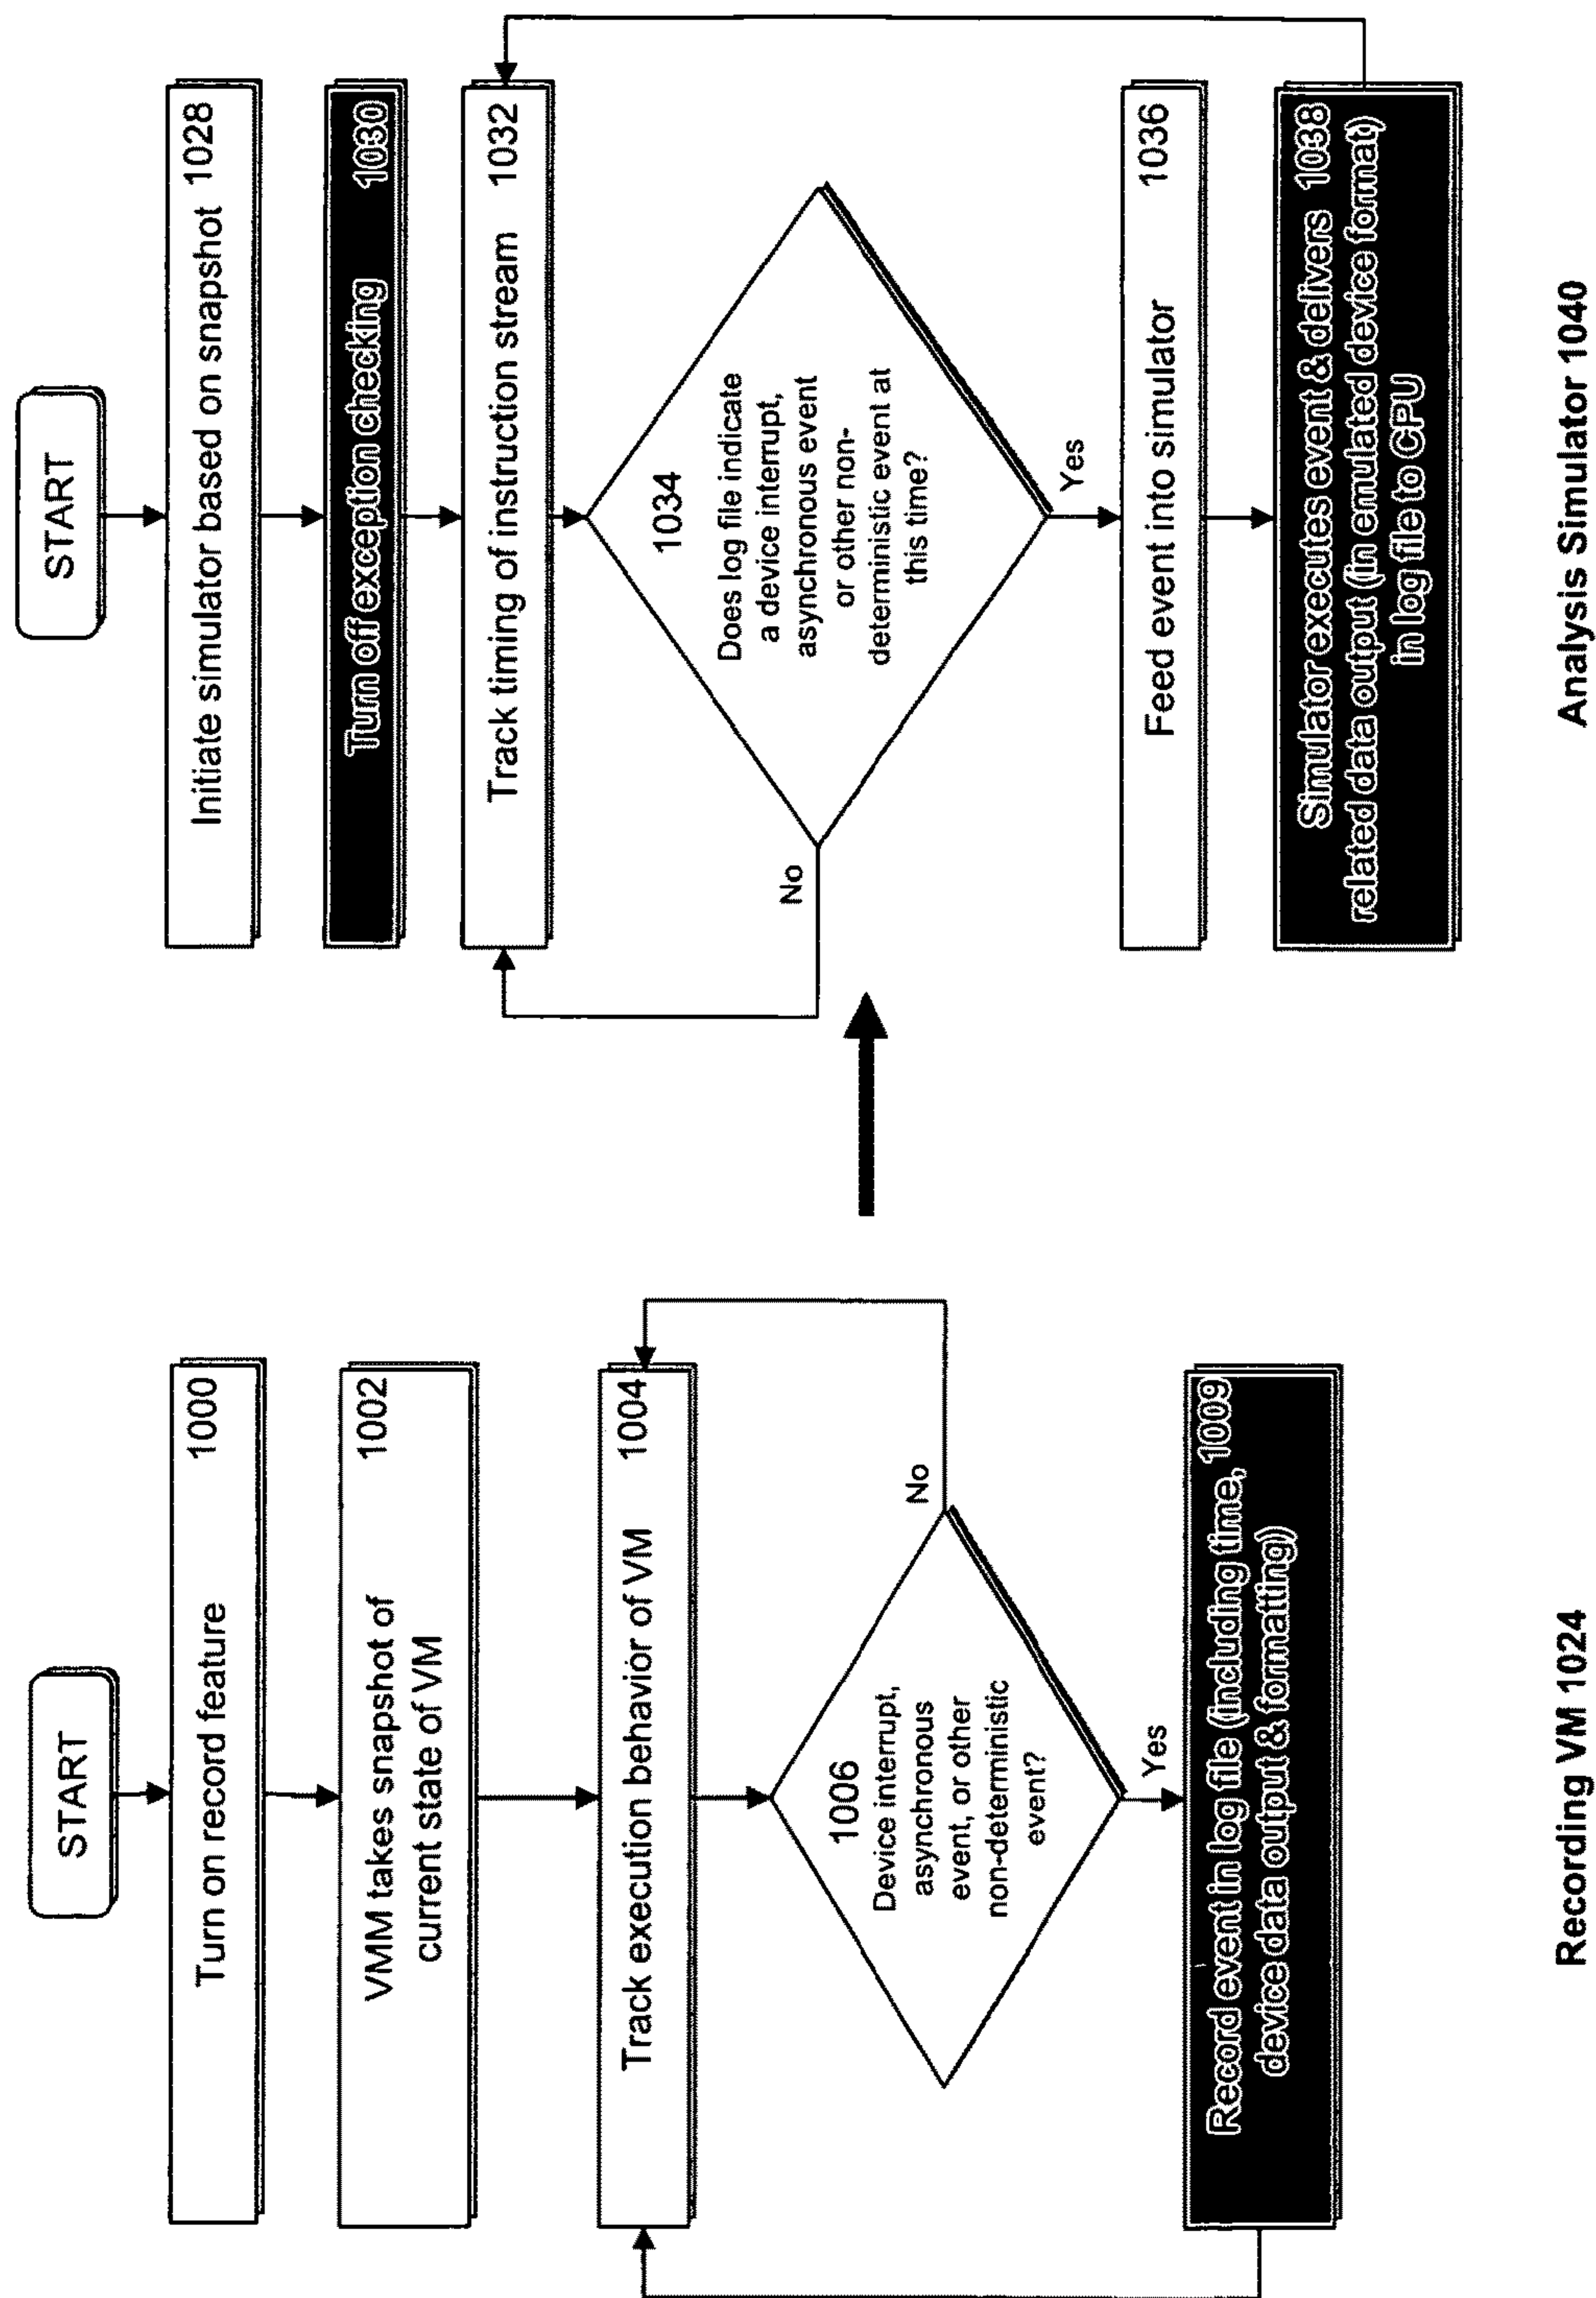 START
Turn on record feature 1000
VMM takes snapshot of 1002
current state of VM
Track execution behavior of VM 1004
1006
Device interrupt,
asynchronous
event, or other
non-deterministic
event?
No
Yes
Record event in log file (including time, 1009
device data output & formatting)
Recording VM 1024
START
Initiate simulator based on snapshot 1028
Turn off exception checking 1030
Track timing of instruction stream 1032
1034
Does log file indicate
a device interrupt,
asynchronous event
or other non-
deterministic event at
this time?
No
Yes
Feed event into simulator 1036
Simulator executes event & delivers 1038
related data output (in emulated device format)
in log file to CPU
Analysis Simulator 1040